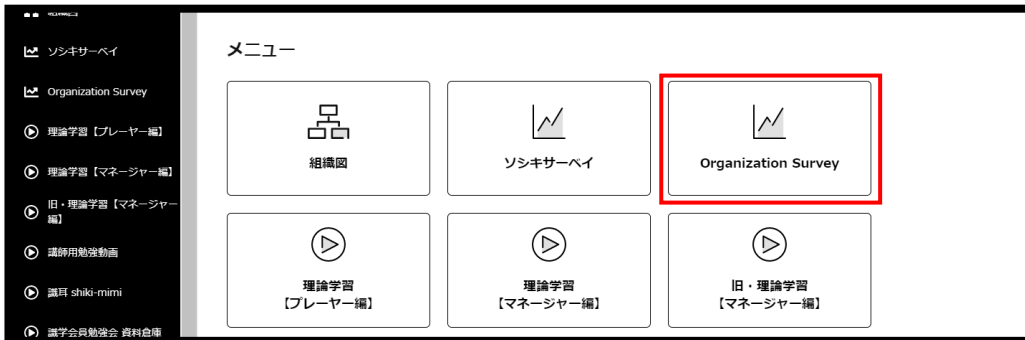 組織図
ソシキサーベイ
Organization Survey
理論学習【プレーヤー編】
理論学習【マネージャー編】
旧・理論学習【マネージャー
編】
講師用勉強動画
識耳 shiki-mimi
識学会員勉強会 資料倉庫
メニュー
組織図
ソシキサーベイ
Organization Survey
理論学習
【プレーヤー編】
理論学習
【マネージャー編】
旧・理論学習
【マネージャー編】